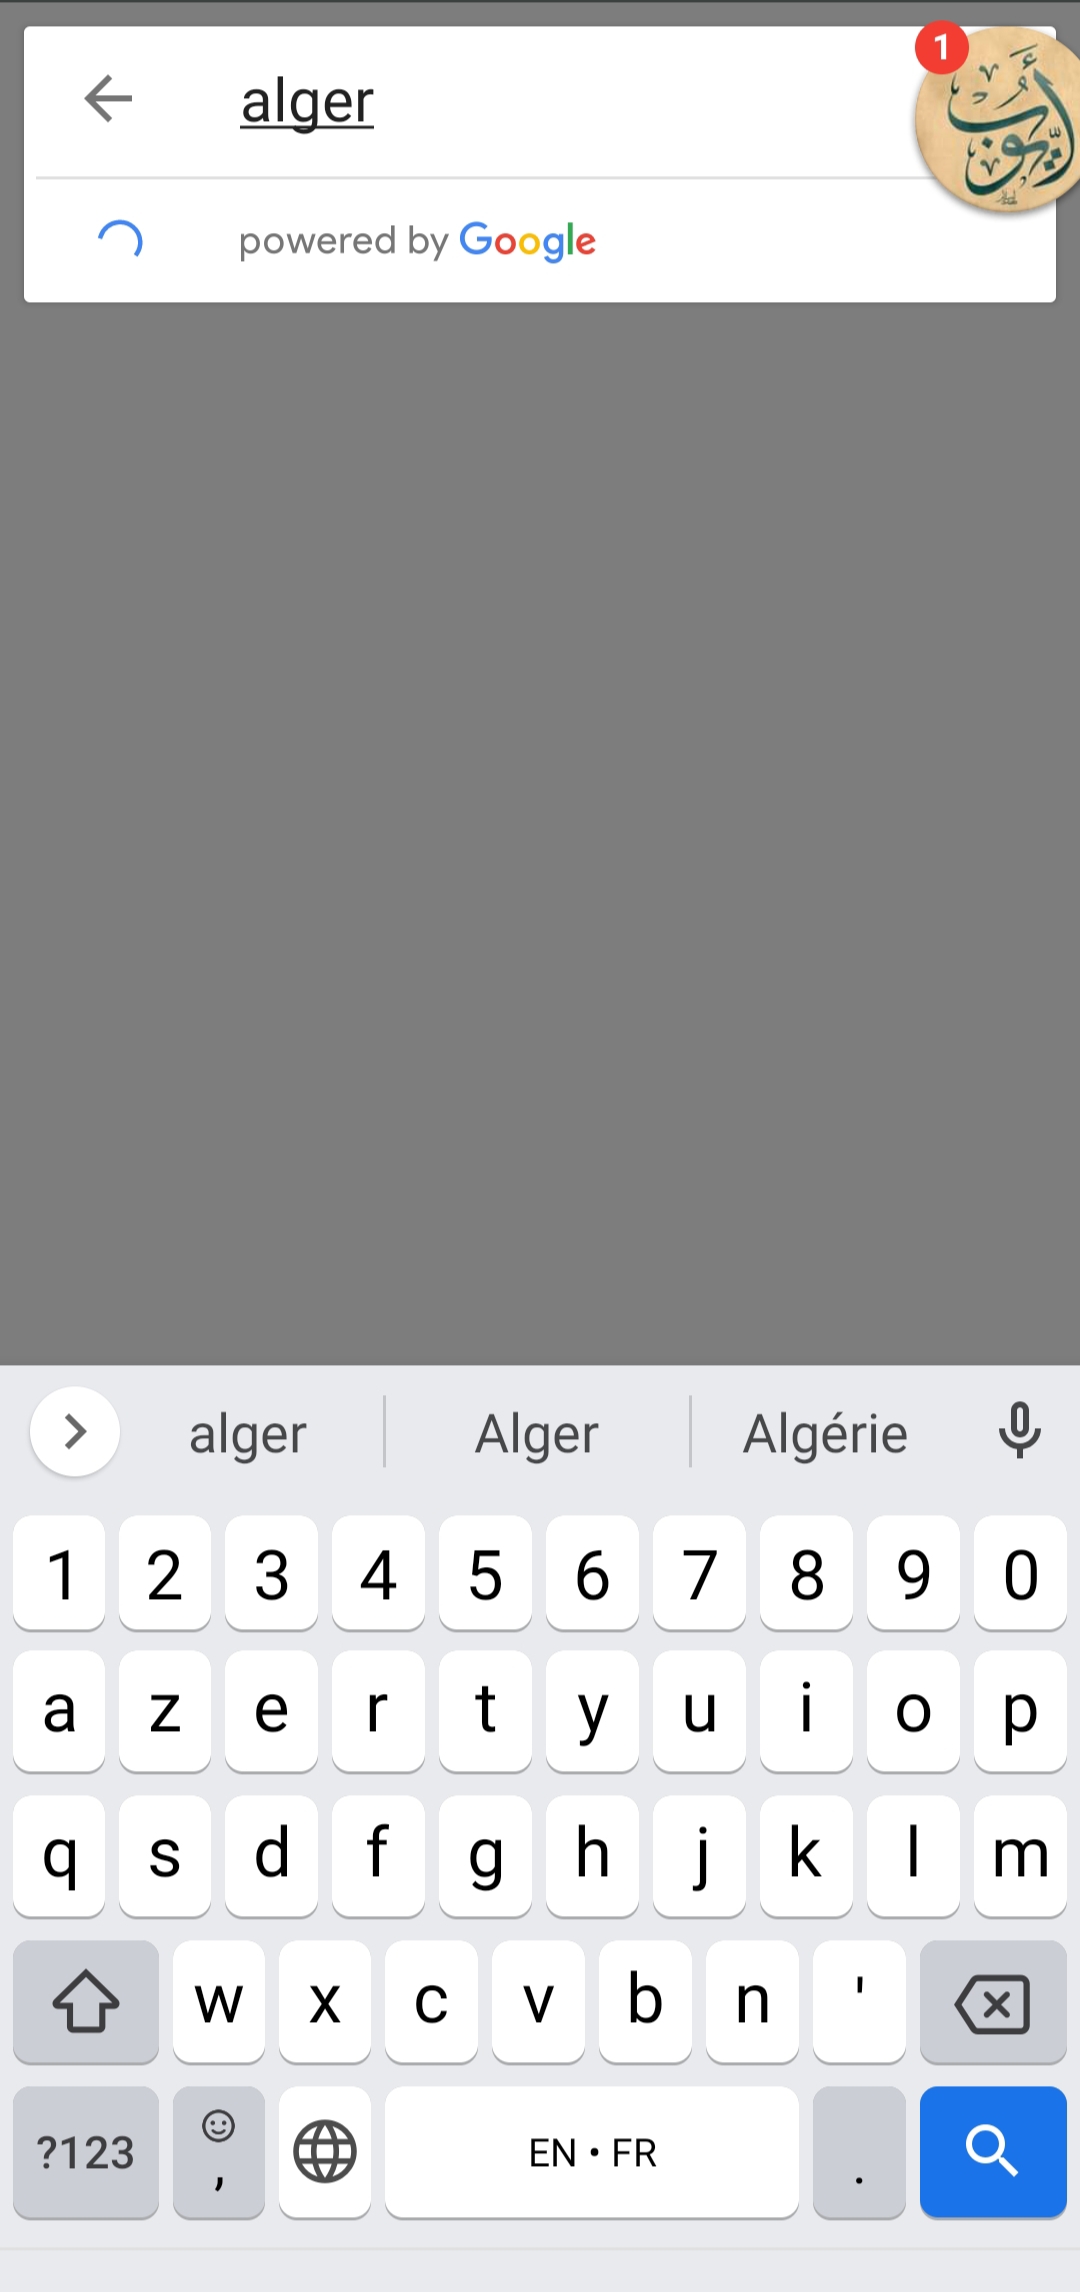 alger
1
أيوب
powered by Google
alger Alger Algérie
1 2 3 4 5 6 7 8 9 0
a z e r t y u i o p
q s d f g h j k l m
w x c v b n '
?123 , EN • FR .